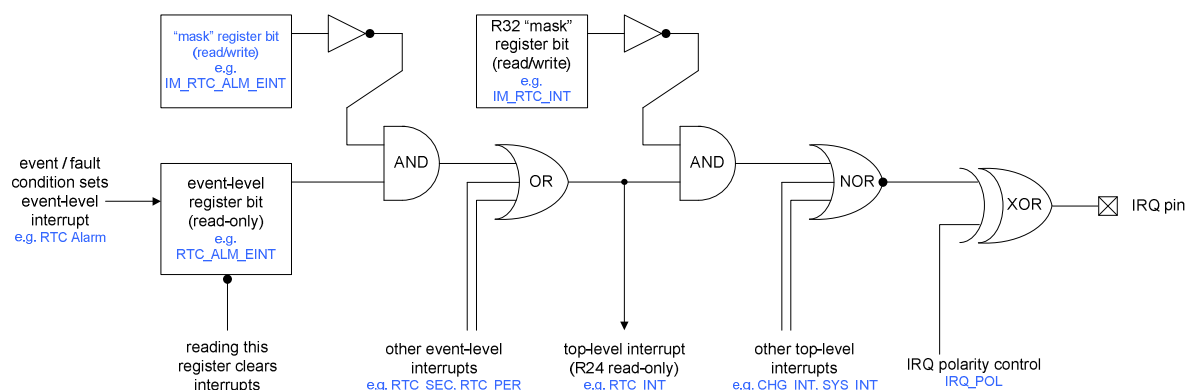 “mask” register bit
(read/write)
e.g.
IM_RTC_ALM_EINT
R32 “mask”
register bit
(read/write)
e.g.
IM_RTC_INT
event / fault
condition sets
event-level
interrupt
e.g. RTC Alarm
event-level
register bit
(read-only)
e.g.
RTC_ALM_EINT
AND
OR
AND
NOR
XOR
IRQ pin
reading this
register clears
interrupts
other event-level
interrupts
e.g. RTC_SEC, RTC_PER
top-level interrupt
(R24 read-only)
e.g. RTC_INT
other top-level
interrupts
e.g. CHG_INT, SYS_INT
IRQ polarity control
IRQ_POL